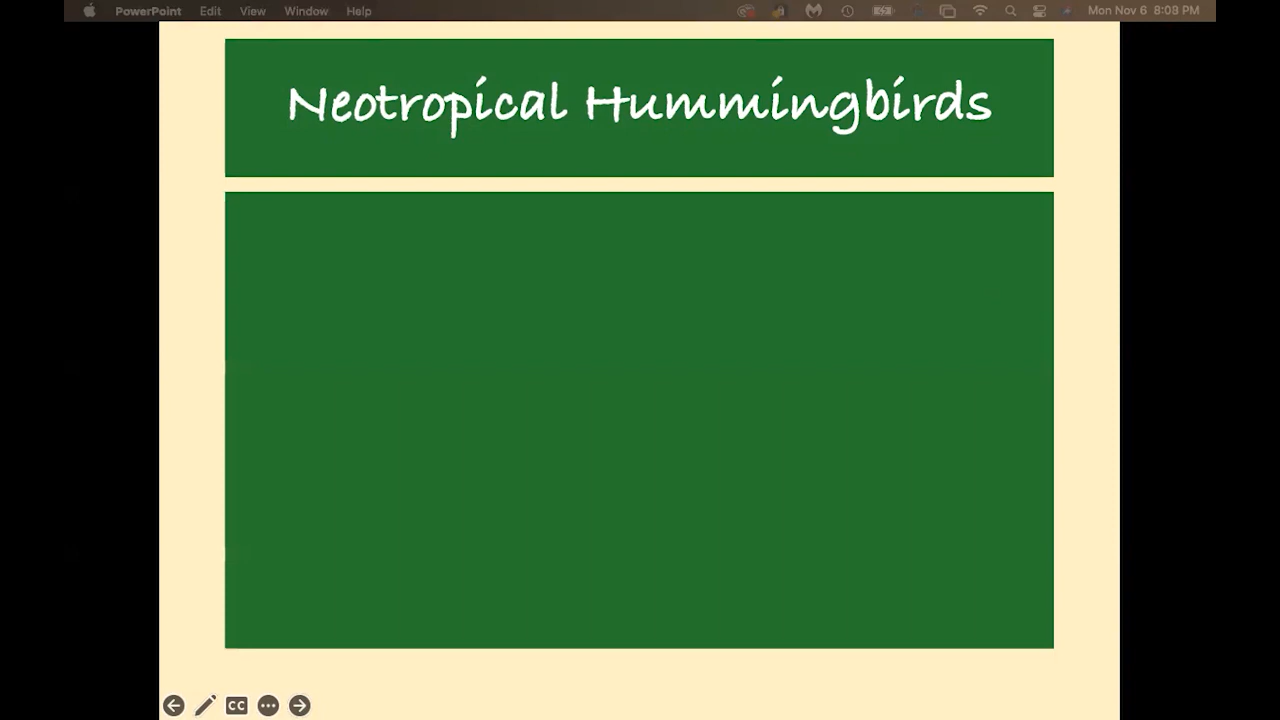 PowerPoint Edit View Window Help Mon Nov 6 8:08 PM
Neotropical Hummingbirds
CC